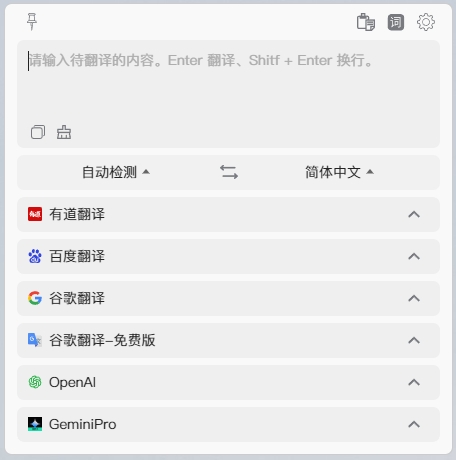 词
请输入待翻译的内容。Enter 翻译、Shitf + Enter 换行。
自动检测 简体中文
有道 有道翻译
百度翻译
谷歌翻译
谷歌翻译-免费版
OpenAI
GeminiPro